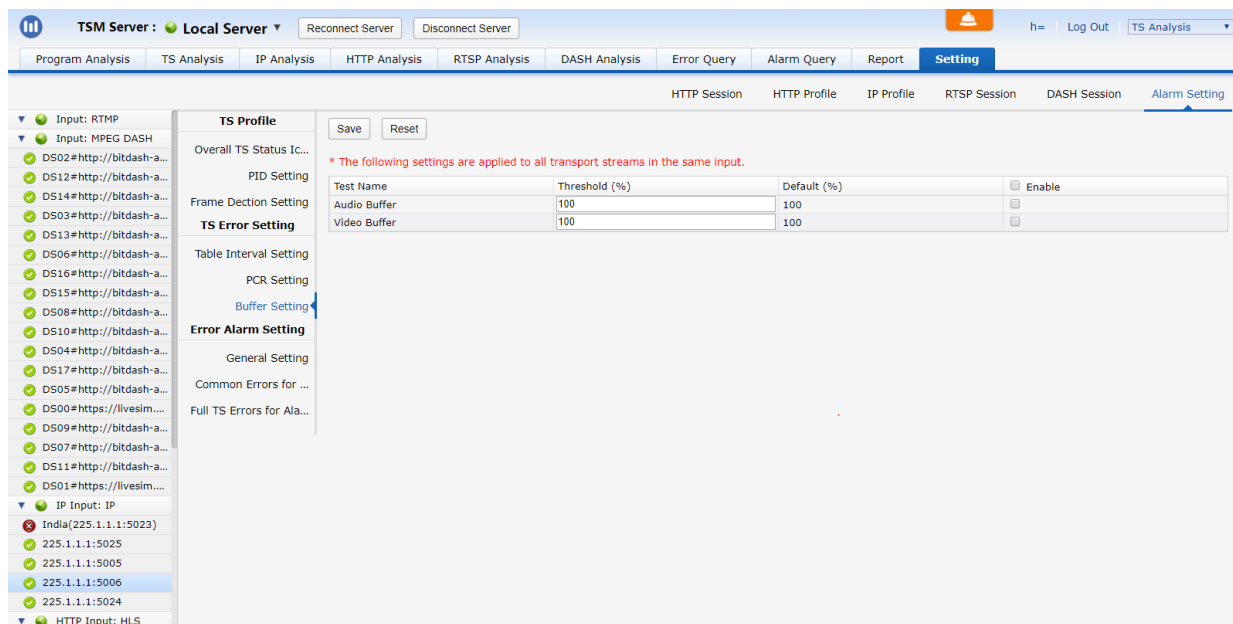 TSM Server : Local Server ▼ Reconnect Server Disconnect Server h= Log Out TS Analysis
Program Analysis TS Analysis IP Analysis HTTP Analysis RTSP Analysis DASH Analysis Error Query Alarm Query Report Setting
HTTP Session HTTP Profile IP Profile RTSP Session DASH Session Alarm Setting
Input: RTMP
Input: MPEG DASH
DS02#http://bitdash-a...
DS12#http://bitdash-a...
DS14#http://bitdash-a...
DS03#http://bitdash-a...
DS13#http://bitdash-a...
DS06#http://bitdash-a...
DS16#http://bitdash-a...
DS15#http://bitdash-a...
DS08#http://bitdash-a...
DS10#http://bitdash-a...
DS04#http://bitdash-a...
DS17#http://bitdash-a...
DS05#http://bitdash-a...
DS00#https://livesim....
DS09#http://bitdash-a...
DS07#http://bitdash-a...
DS11#http://bitdash-a...
DS01#https://livesim....
IP Input: IP
India(225.1.1.1:5023)
225.1.1.1:5025
225.1.1.1:5005
225.1.1.1:5006
225.1.1.1:5024
HTTP Input: HLS
TS Profile
Overall TS Status Ic...
PID Setting
Frame Dection Setting
TS Error Setting
Table Interval Setting
PCR Setting
Buffer Setting
Error Alarm Setting
General Setting
Common Errors for ...
Full TS Errors for Ala...
Save Reset
* The following settings are applied to all transport streams in the same input.
Test Name Threshold (%) Default (%) Enable
Audio Buffer 100 100
Video Buffer 100 100